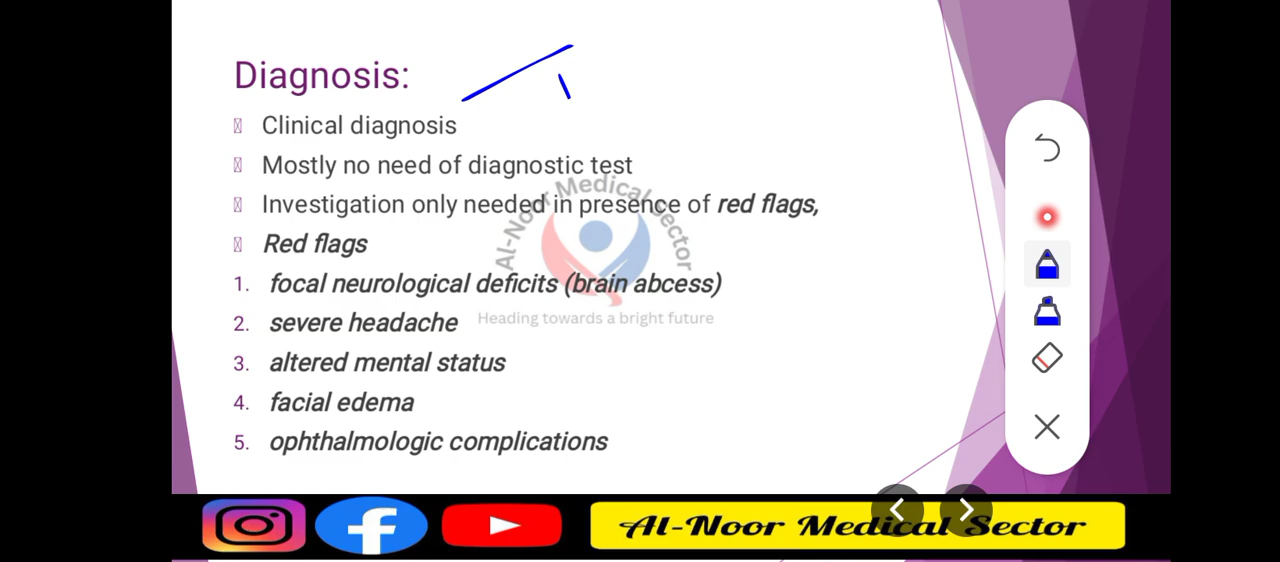 Diagnosis:
Clinical diagnosis
Mostly no need of diagnostic test
Investigation only needed in presence of red flags,
Red flags
1. focal neurological deficits (brain abcess)
2. severe headache
3. altered mental status
4. facial edema
5. ophthalmologic complications
Al-Noor Medical Sector
Heading towards a bright future
Al-Noor Medical Sector